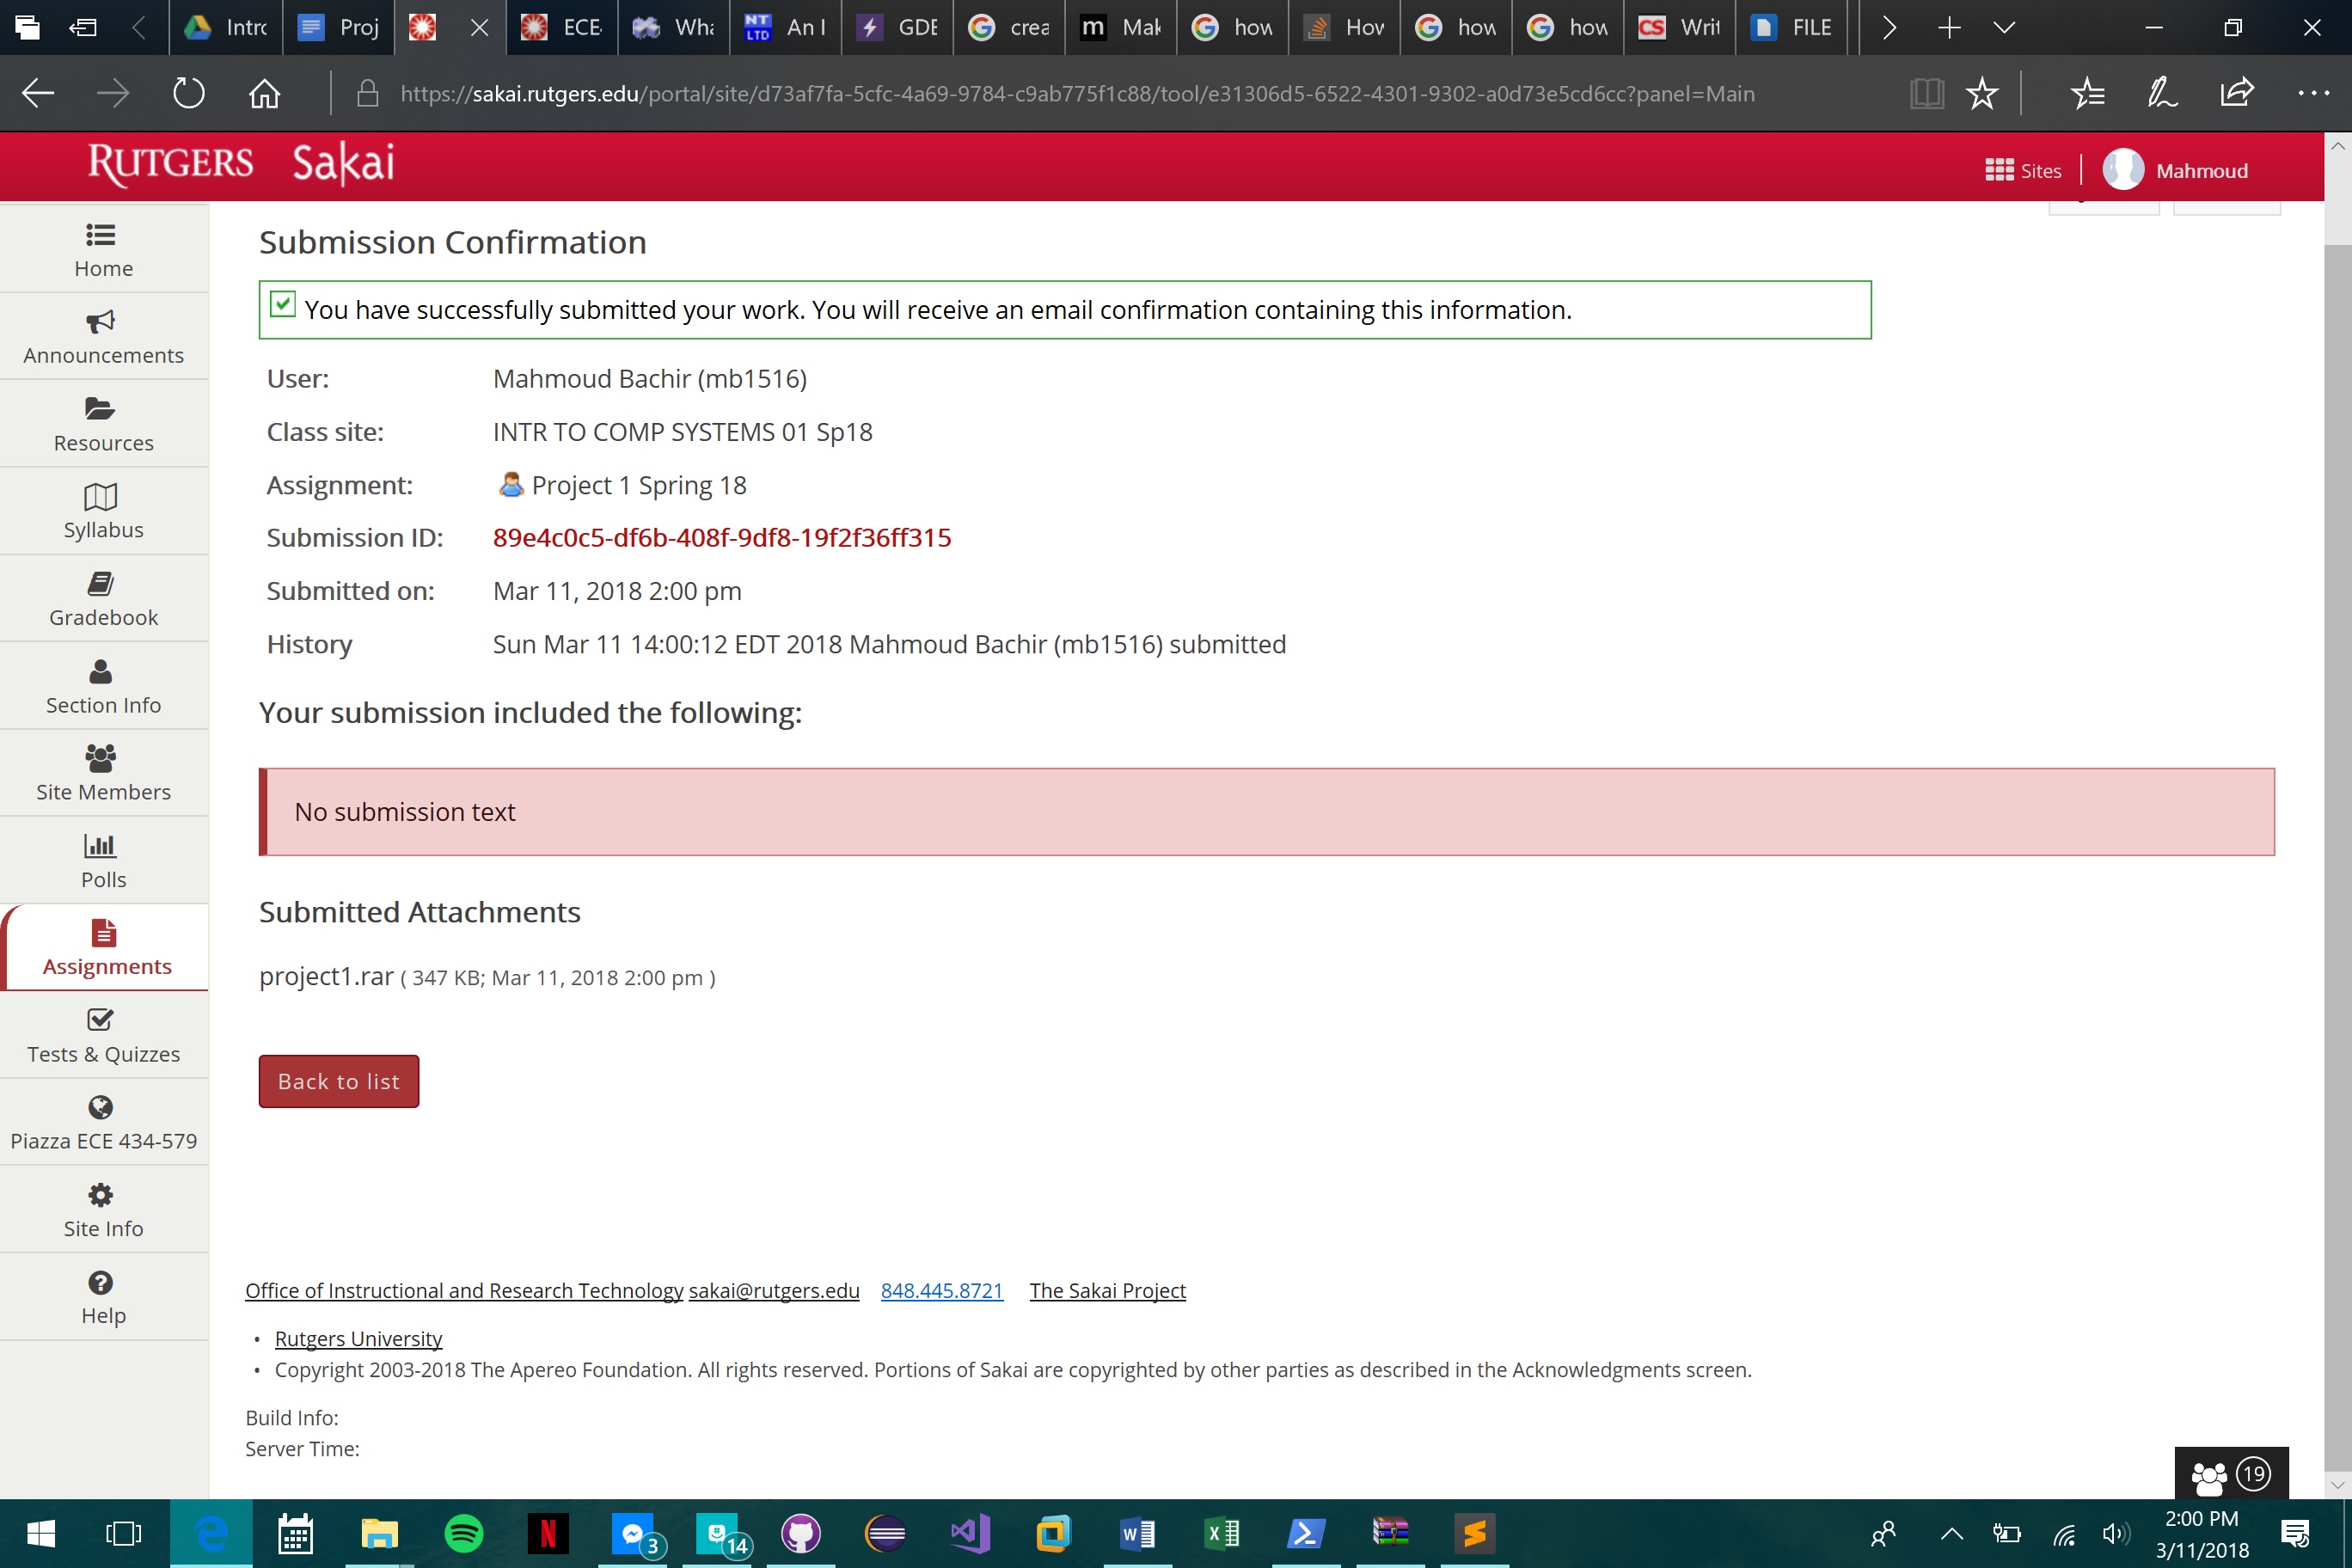 Intro
Proj
ECE
Wha
NT
LTD
An I
GDB
crea
m
Mak
how
How
how
how
CS
Writ
FILE
https://sakai.rutgers.edu/portal/site/d73af7fa-5cfc-4a69-9784-c9ab775f1c88/tool/e31306d5-6522-4301-9302-a0d73e5cd6cc?panel=Main
RUTGERS Sakai
Sites
Mahmoud
Home
Announcements
Resources
Syllabus
Gradebook
Section Info
Site Members
Polls
Assignments
Tests & Quizzes
Piazza ECE 434-579
Site Info
Help
Submission Confirmation
You have successfully submitted your work. You will receive an email confirmation containing this information.
User: Mahmoud Bachir (mb1516)
Class site: INTR TO COMP SYSTEMS 01 Sp18
Assignment: Project 1 Spring 18
Submission ID: 89e4c0c5-df6b-408f-9df8-19f2f36ff315
Submitted on: Mar 11, 2018 2:00 pm
History Sun Mar 11 14:00:12 EDT 2018 Mahmoud Bachir (mb1516) submitted
Your submission included the following:
No submission text
Submitted Attachments
project1.rar ( 347 KB; Mar 11, 2018 2:00 pm )
Back to list
Office of Instructional and Research Technology sakai@rutgers.edu 848.445.8721 The Sakai Project
• Rutgers University
• Copyright 2003-2018 The Apereo Foundation. All rights reserved. Portions of Sakai are copyrighted by other parties as described in the Acknowledgments screen.
Build Info:
Server Time:
19
N
3
14
2:00 PM
3/11/2018